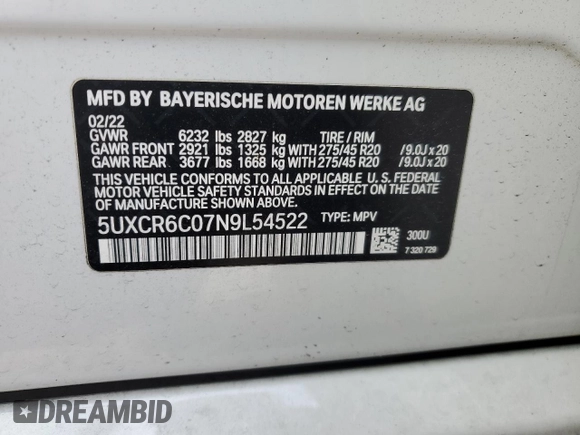 MFD BY BAYERISCHE MOTOREN WERKE AG
02/22
GVWR 6232 lbs 2827 kg TIRE / RIM
GAWR FRONT 2921 lbs 1325 kg WITH 275/45 R20 /9.0J x 20
GAWR REAR 3677 lbs 1668 kg WITH 275/45 R20 /9.0J x 20
THIS VEHICLE CONFORMS TO ALL APPLICABLE U. S. FEDERAL
MOTOR VEHICLE SAFETY STANDARDS IN EFFECT ON THE DATE OF
MANUFACTURE SHOWN ABOVE.
5UXCR6C07N9L54522 TYPE: MPV
300U
7 320 729
DREAMBID